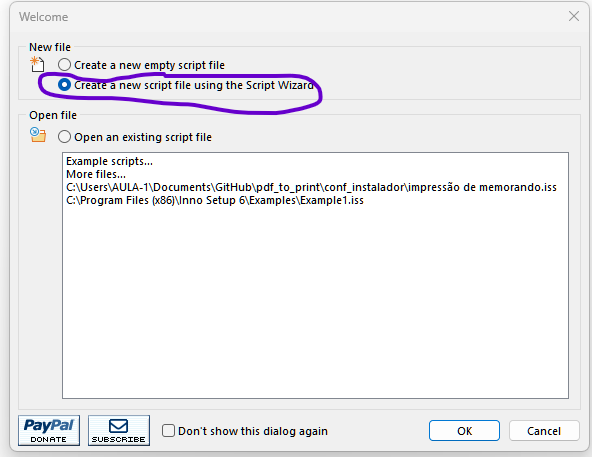 Welcome
New file
Create a new empty script file
Create a new script file using the Script Wizard
Open file
Open an existing script file
Example scripts...
More files...
C:\Users\AULA-1\Documents\GitHub\pdf_to_print\conf_instalador\impressão de memorando.iss
C:\Program Files (x86)\Inno Setup 6\Examples\Example1.iss
PayPal
DONATE
SUBSCRIBE
Don't show this dialog again
OK
Cancel